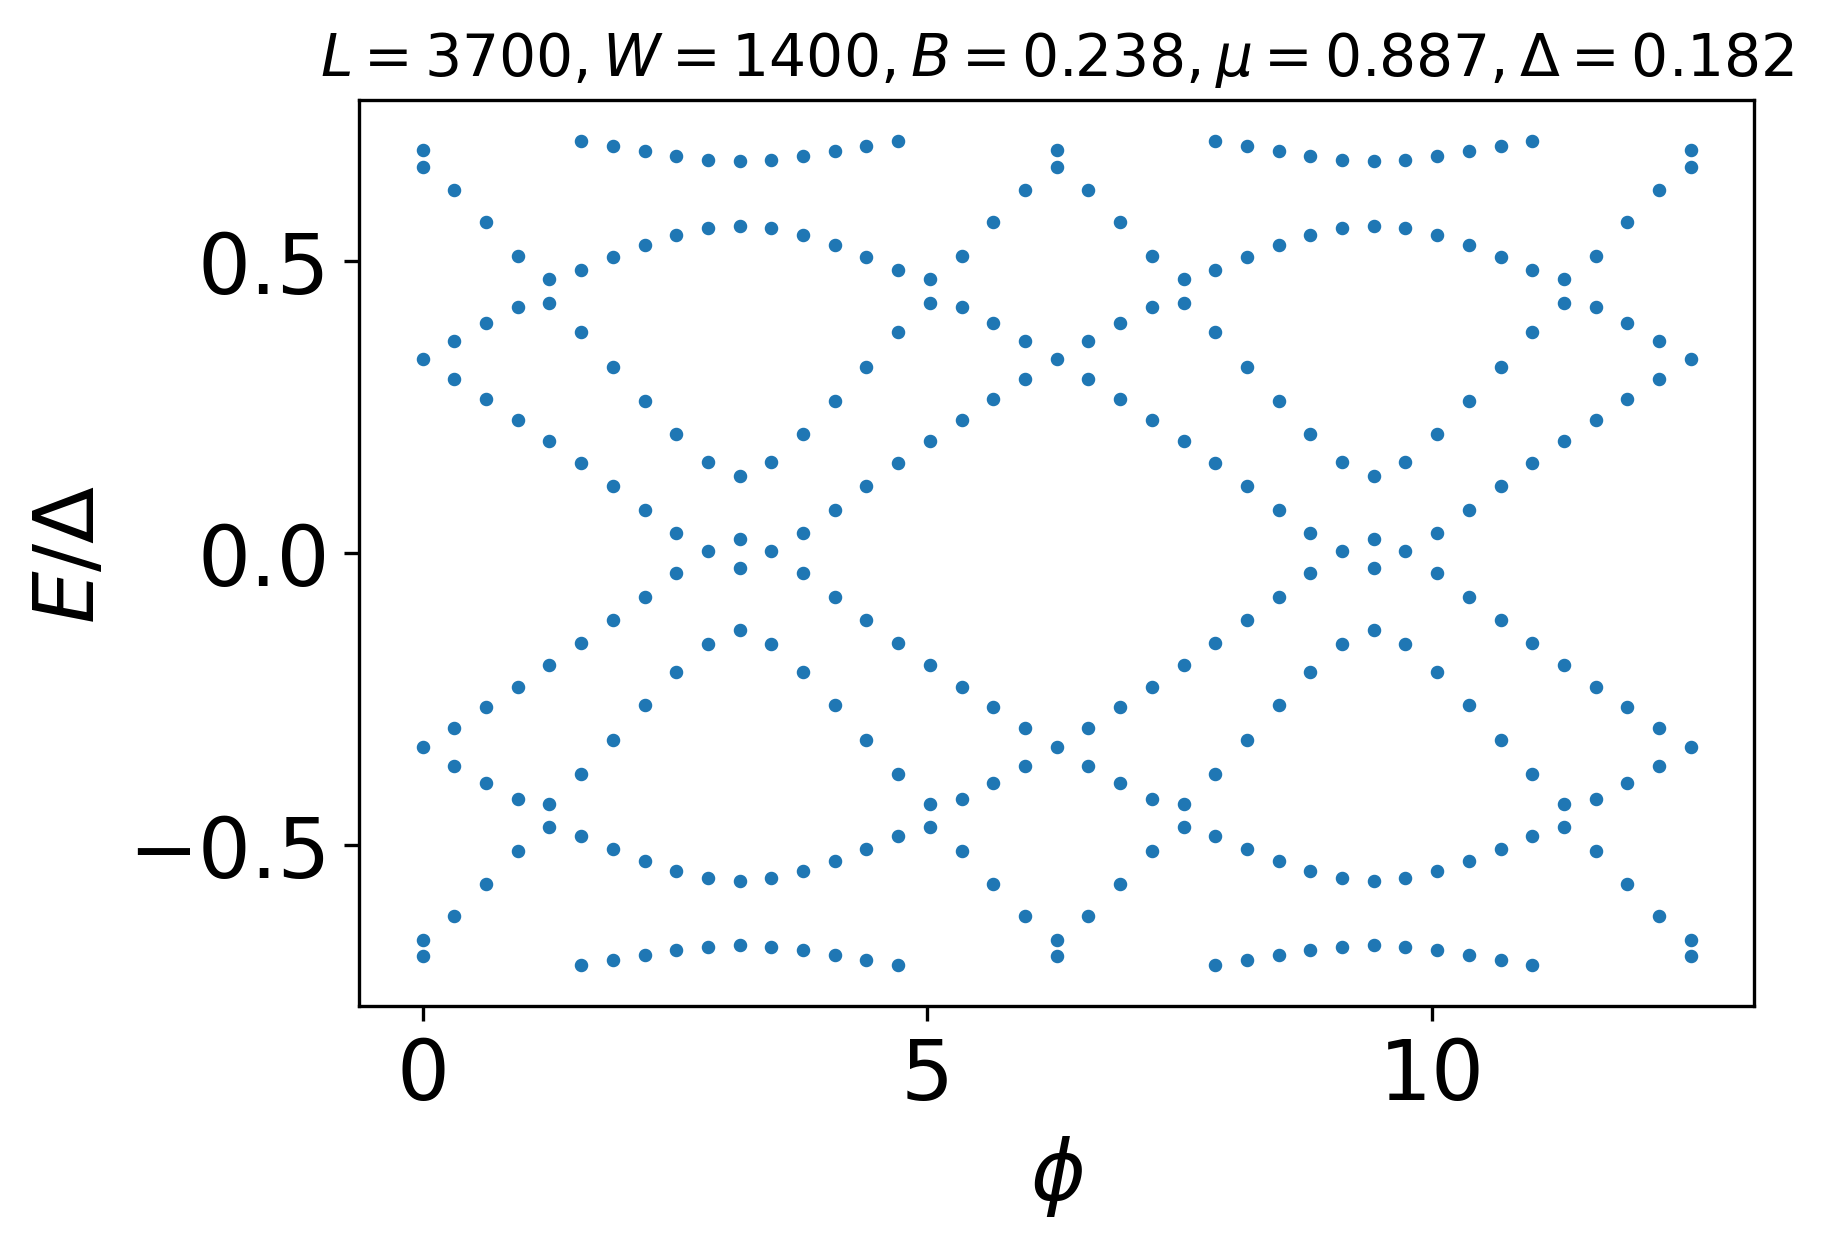 L = 3700, W = 1400, B = 0.238, μ = 0.887, Δ = 0.182
E/Δ
0.5
0.0
−0.5
0 5 10
ϕ